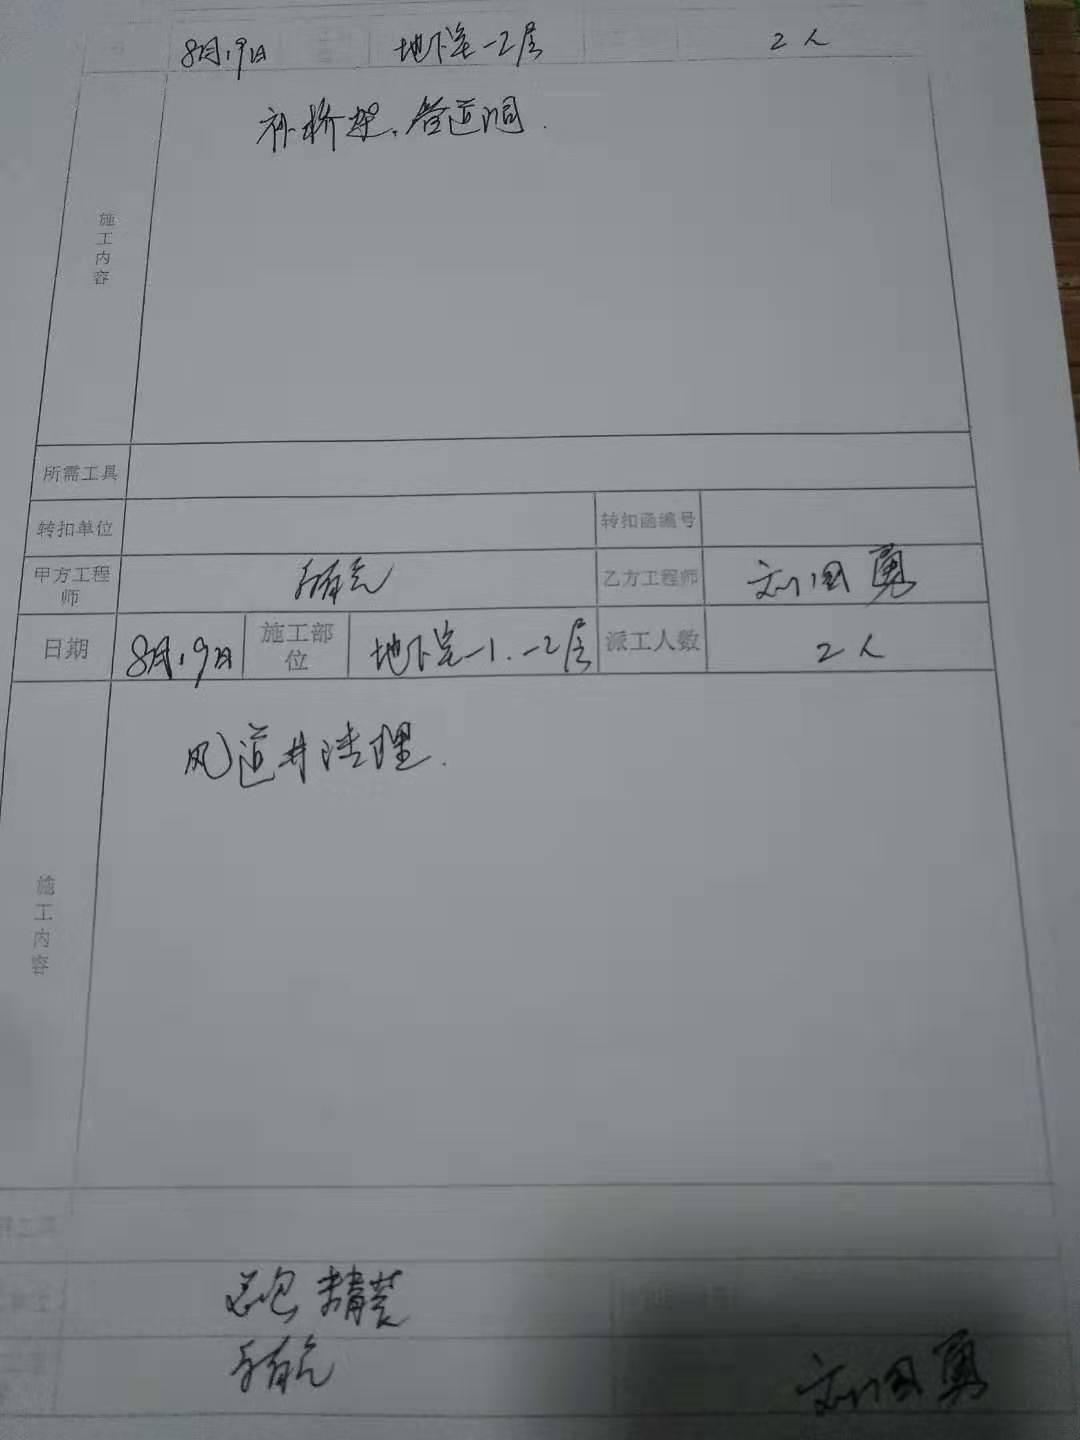 8月19日 地下室-2层 2人
补桥架、管道洞.
施工内容
所需工具
转扣单位 转扣函编号
甲方工程师 乙方工程师 刘国勇
日期 8月19日 施工部位 地下室-1.-2层 派工人数 2人
风道井清理.
施工内容
总包 精装
刘国勇